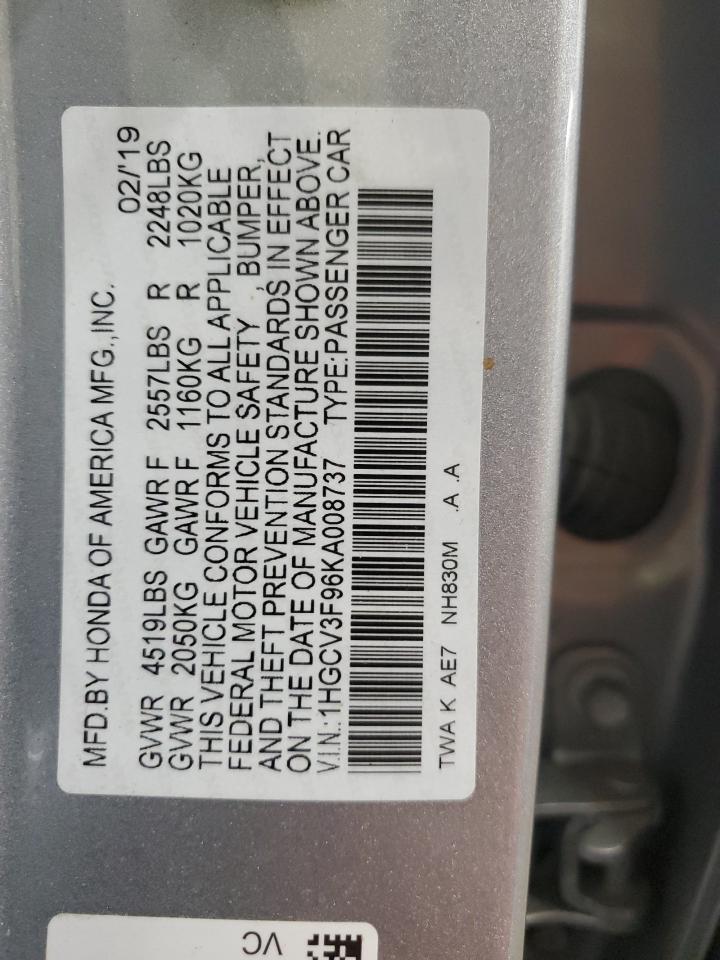 MFD.BY HONDA OF AMERICA MFG.,INC. 02/'19
GVWR 4519LBS GAWR F 2557LBS R 2248LBS
GVWR 2050KG GAWR F 1160KG R 1020KG
THIS VEHICLE CONFORMS TO ALL APPLICABLE
FEDERAL MOTOR VEHICLE SAFETY , BUMPER,
AND THEFT PREVENTION STANDARDS IN EFFECT
ON THE DATE OF MANUFACTURE SHOWN ABOVE.
V.I.N.:1HGCV3F96KA008737 TYPE:PASSENGER CAR
TWA K AE7 NH830M .A .A
VC